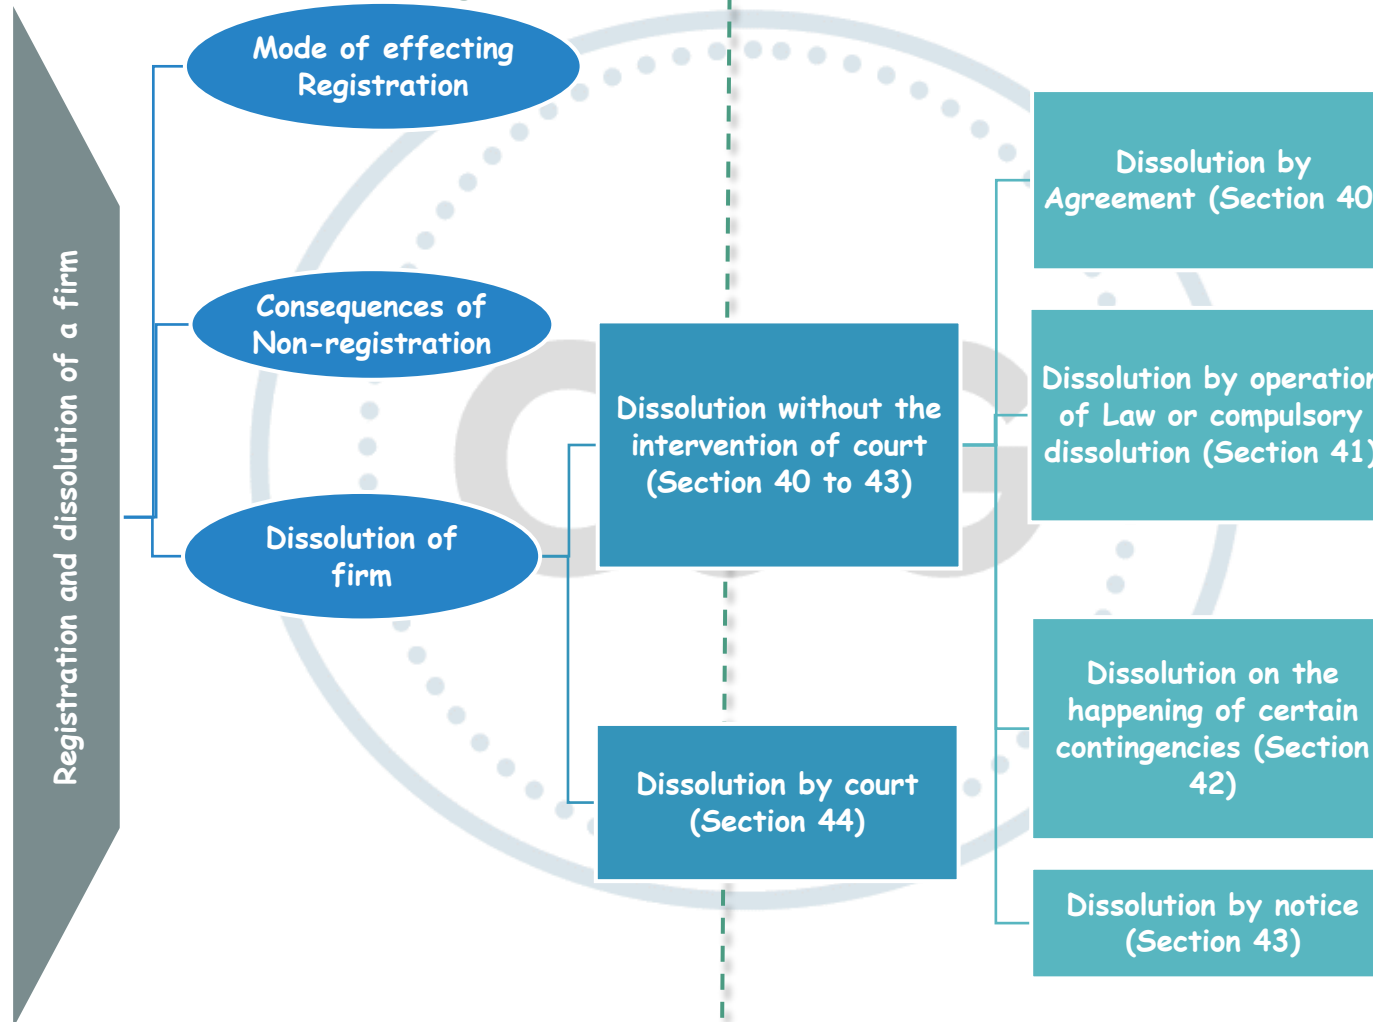 Registration and dissolution of a firm
Mode of effecting
Registration
Consequences of
Non-registration
Dissolution of
firm
Dissolution without the
intervention of court
(Section 40 to 43)
Dissolution by court
(Section 44)
Dissolution by
Agreement (Section 40
Dissolution by operation
of Law or compulsory
dissolution (Section 41)
Dissolution on the
happening of certain
contingencies (Section
42)
Dissolution by notice
(Section 43)